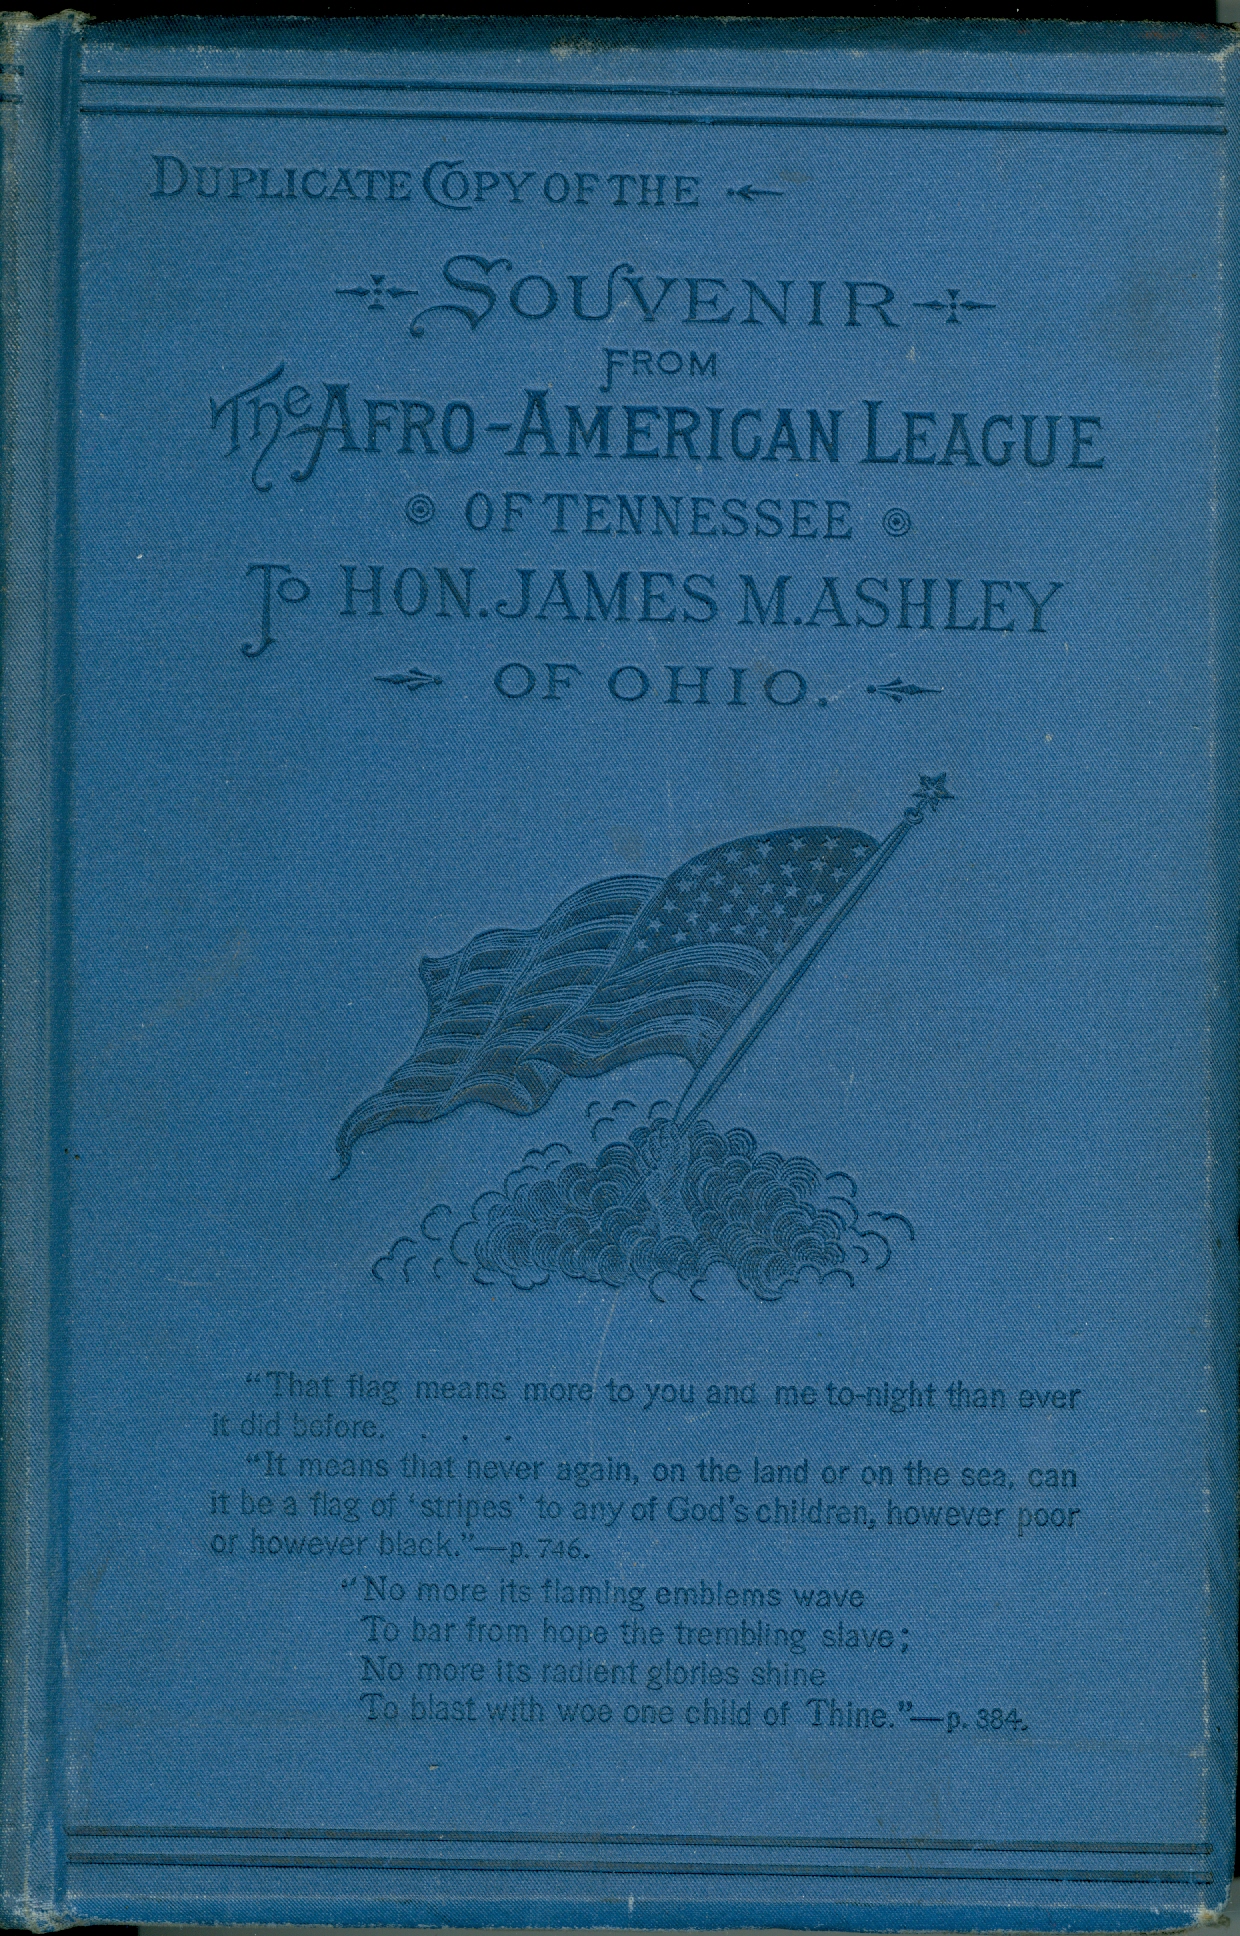 DUPLICATE COPY OF THE
SOUVENIR
FROM
The AFRO-AMERICAN LEAGUE
OF TENNESSEE
To HON. JAMES M. ASHLEY
OF OHIO.
"That flag means more to you and me to-night than ever
it did before. . . .
"It means that never again, on the land or on the sea, can
it be a flag of 'stripes' to any of God's children, however poor
or however black."—p. 746.
"No more its flaming emblems wave
To bar from hope the trembling slave;
No more its radient glories shine
To blast with woe one child of Thine."—p. 384.